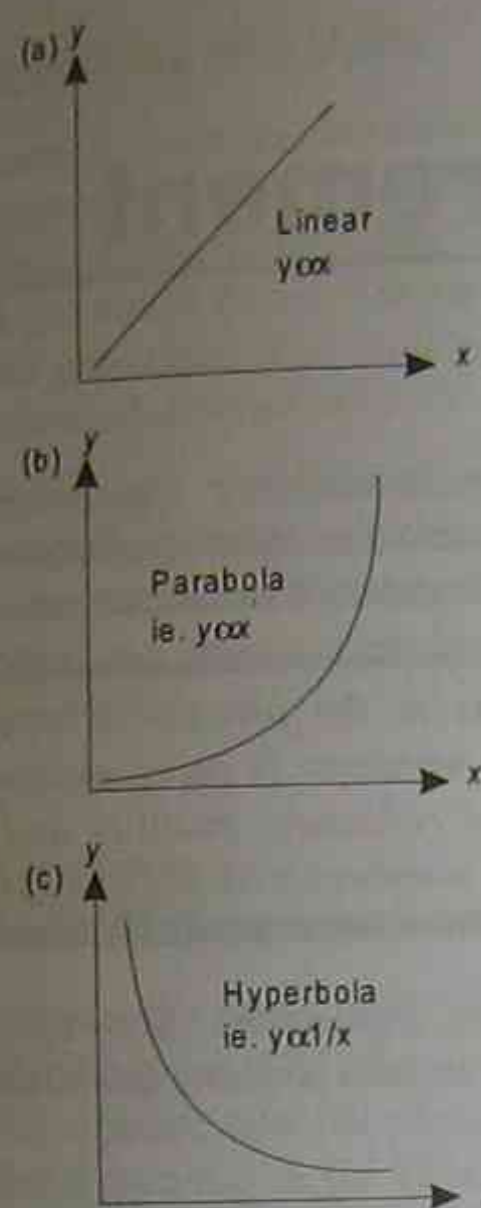 (a) y
Linear
yαx
x
(b) y
Parabola
ie. yαx
x
(c) y
Hyperbola
ie. yα1/x